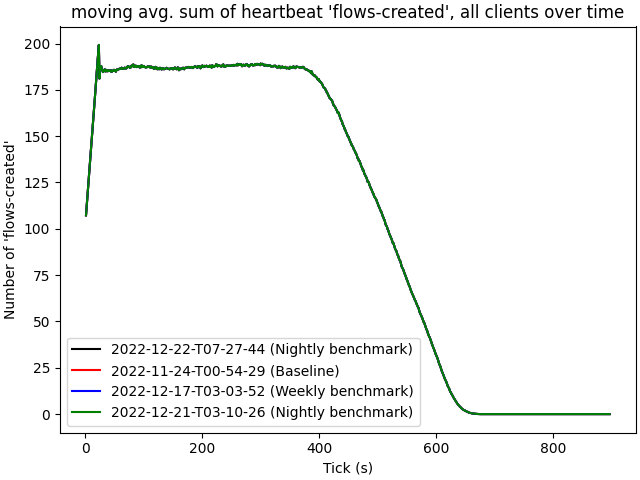 moving avg. sum of heartbeat 'flows-created', all clients over time
Number of 'flows-created'
200
175
150
125
100
75
50
25
0
2022-12-22-T07-27-44 (Nightly benchmark)
2022-11-24-T00-54-29 (Baseline)
2022-12-17-T03-03-52 (Weekly benchmark)
2022-12-21-T03-10-26 (Nightly benchmark)
0 200 400 600 800
Tick (s)